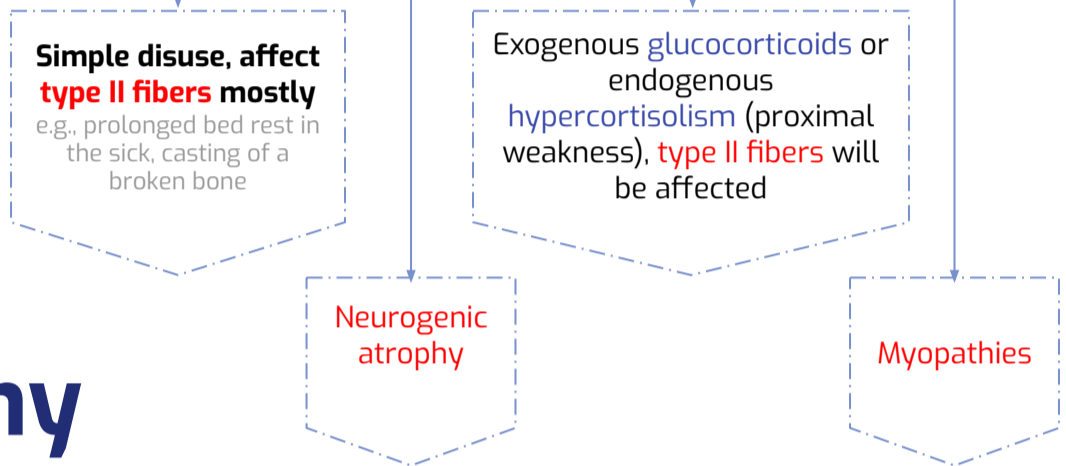 Simple disuse, affect
type II fibers mostly
e.g., prolonged bed rest in
the sick, casting of a
broken bone
Exogenous glucocorticoids or
endogenous
hypercortisolism (proximal
weakness), type II fibers will
be affected
Neurogenic
atrophy
Myopathies
hy